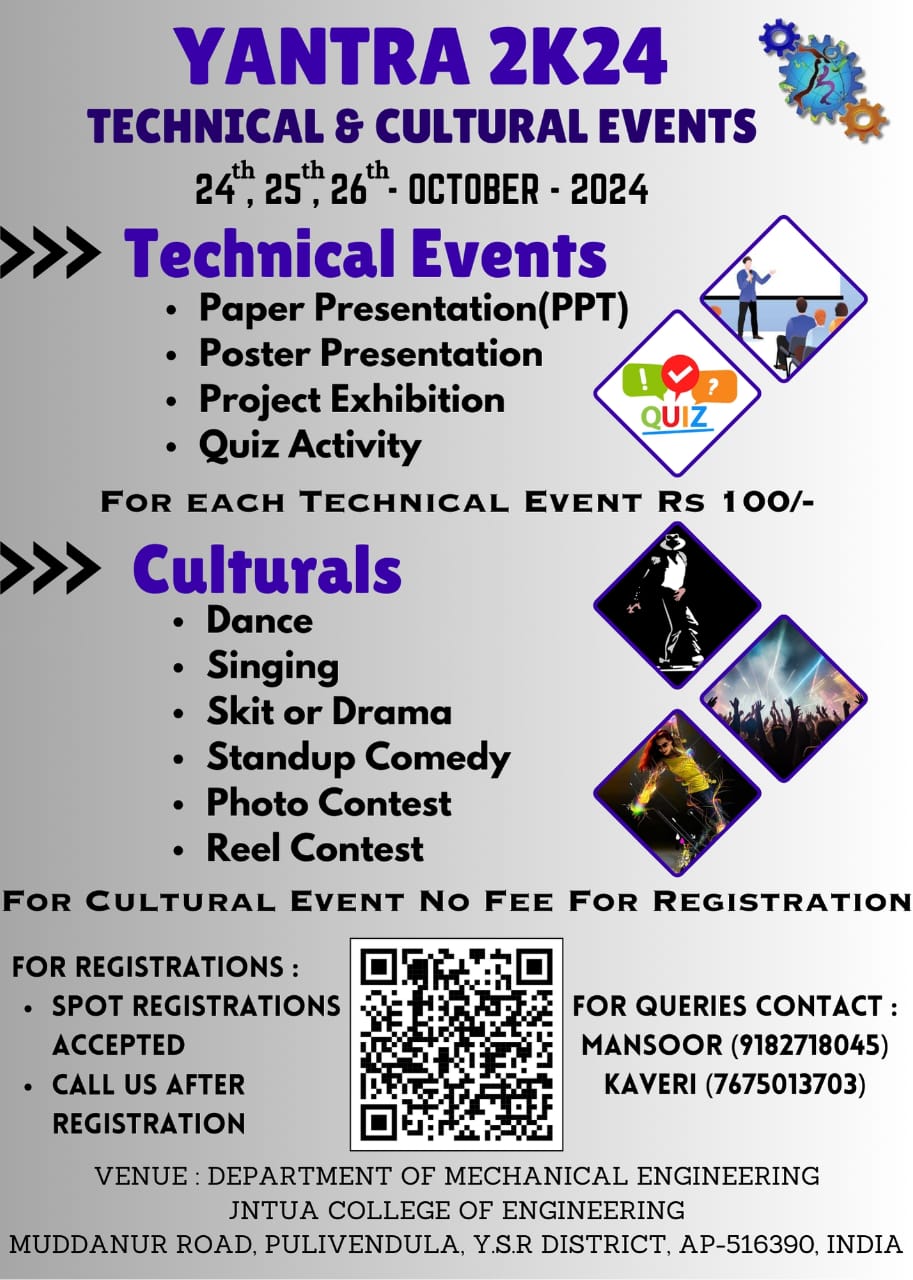 YANTRA 2K24
TECHNICAL & CULTURAL EVENTS
24th, 25th, 26th- OCTOBER - 2024
>>> Technical Events
• Paper Presentation(PPT)
• Poster Presentation
• Project Exhibition
• Quiz Activity
! ?
QUIZ
FOR EACH TECHNICAL EVENT RS 100/-
>>> Culturals
• Dance
• Singing
• Skit or Drama
• Standup Comedy
• Photo Contest
• Reel Contest
FOR CULTURAL EVENT NO FEE FOR REGISTRATION
FOR REGISTRATIONS :
• SPOT REGISTRATIONS
ACCEPTED
• CALL US AFTER
REGISTRATION
FOR QUERIES CONTACT :
MANSOOR (9182718045)
KAVERI (7675013703)
VENUE : DEPARTMENT OF MECHANICAL ENGINEERING
JNTUA COLLEGE OF ENGINEERING
MUDDANUR ROAD, PULIVENDULA, Y.S.R DISTRICT, AP-516390, INDIA